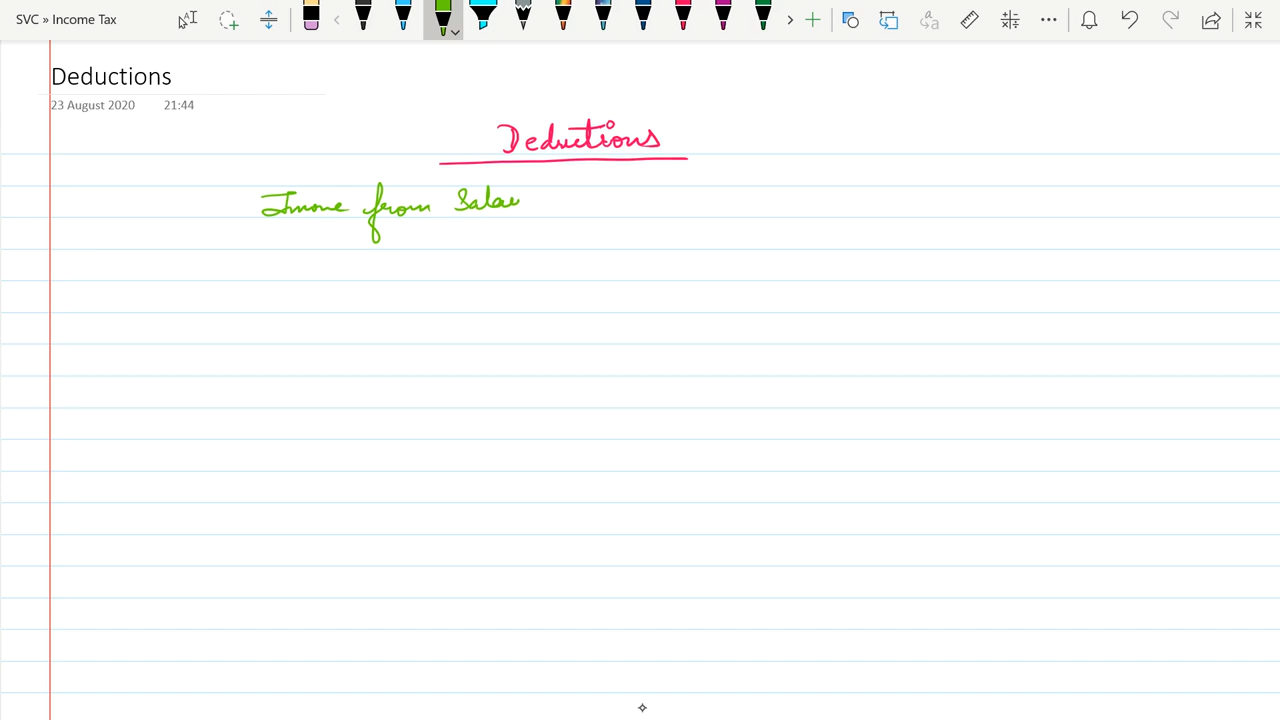 SVC » Income Tax
Deductions
23 August 2020 21:44
Deductions
Income from Salar